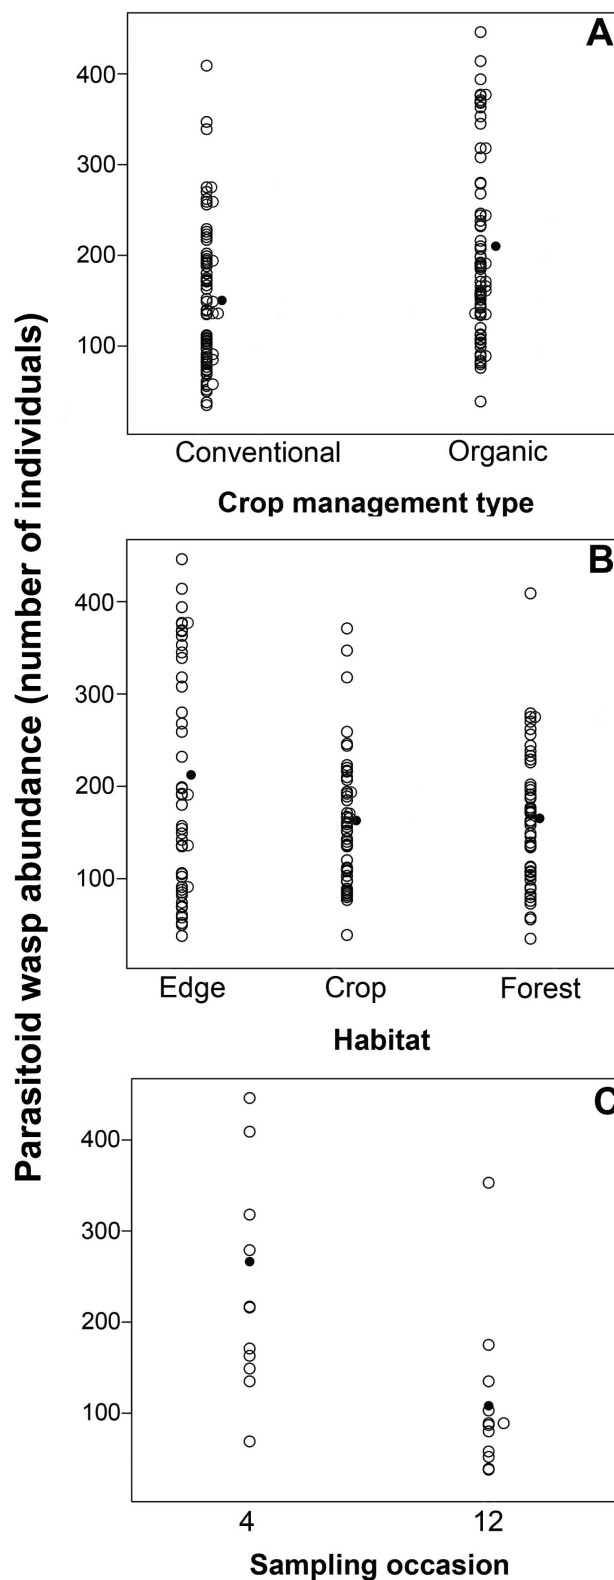 Parasitoid wasp abundance (number of individuals)
A
400
300
200
100
Conventional Organic
Crop management type
B
400
300
200
100
Edge Crop Forest
Habitat
C
400
300
200
100
4 12
Sampling occasion